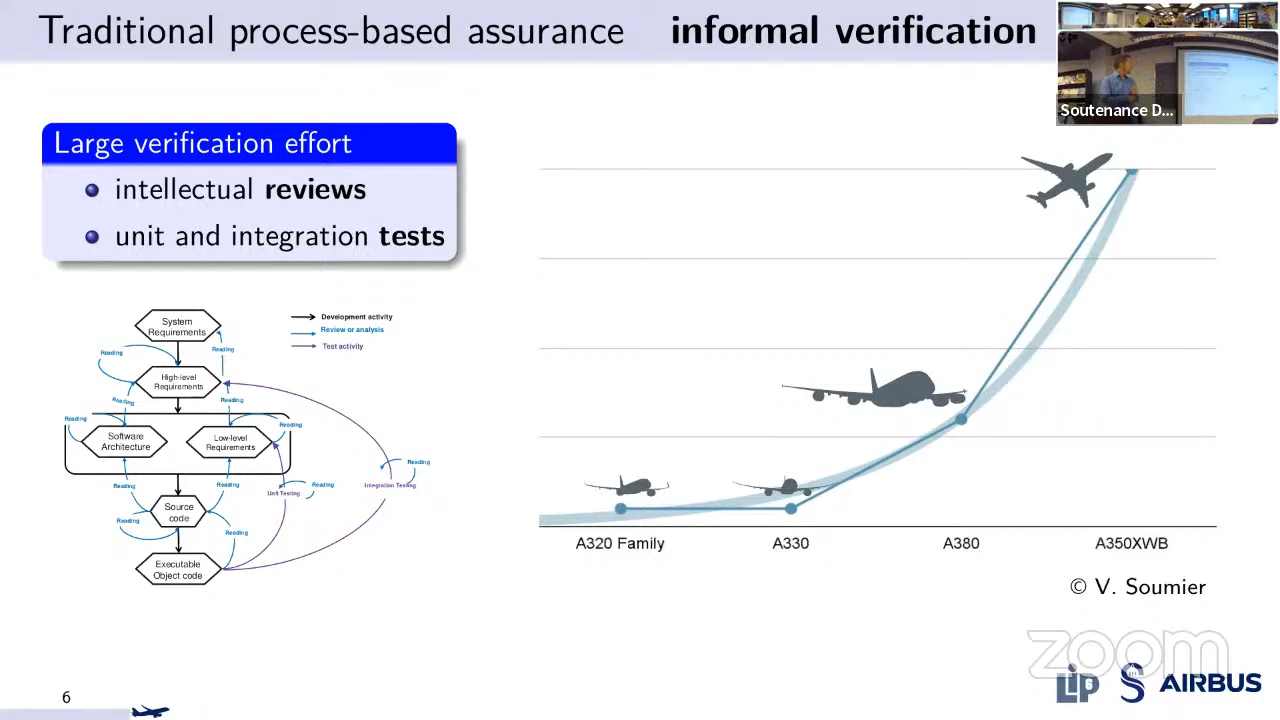 Traditional process-based assurance informal verification
Soutenance D...
Large verification effort
intellectual reviews
unit and integration tests
System
Requirements
Development activity
Review or analysis
Test activity
Reading
Reading
High-level
Requirements
Reading
Reading
Reading
Reading
Software
Architecture
Low-level
Requirements
Reading
Integration Testing
Reading
Reading
Reading
Unit Testing
Source
code
Reading
Reading
Executable
Object code
A320 Family
A330
A380
A350XWB
© V. Soumier
zoom
LIP6
S
AIRBUS
6